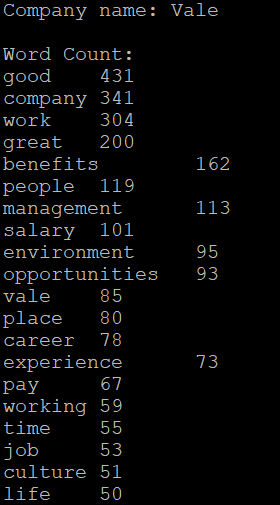 Company name: Vale
Word Count:
good 431
company 341
work 304
great 200
benefits 162
people 119
management 113
salary 101
environment 95
opportunities 93
vale 85
place 80
career 78
experience 73
pay 67
working 59
time 55
job 53
culture 51
life 50